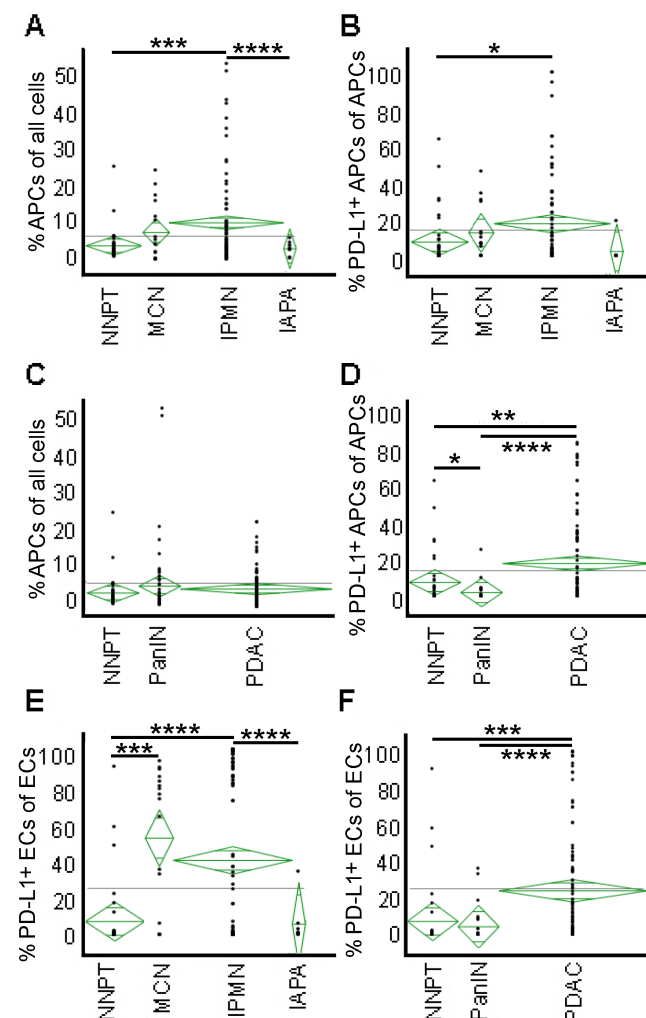 A
% APCs of all cells
50
40
30
20
10
0
***
****
NNPT
MCN
IPMN
IAPA
B
% PD-L1+ APCs of APCs
100
80
60
40
20
0
*
NNPT
MCN
IPMN
IAPA
C
% APCs of all cells
50
40
30
20
10
0
NNPT
PanIN
PDAC
D
% PD-L1+ APCs of APCs
100
80
60
40
20
0
**
****
*
NNPT
PanIN
PDAC
E
% PD-L1+ ECs of ECs
100
80
60
40
20
0
****
****
***
NNPT
MCN
IPMN
IAPA
F
% PD-L1+ ECs of ECs
100
80
60
40
20
0
***
****
NNPT
PanIN
PDAC